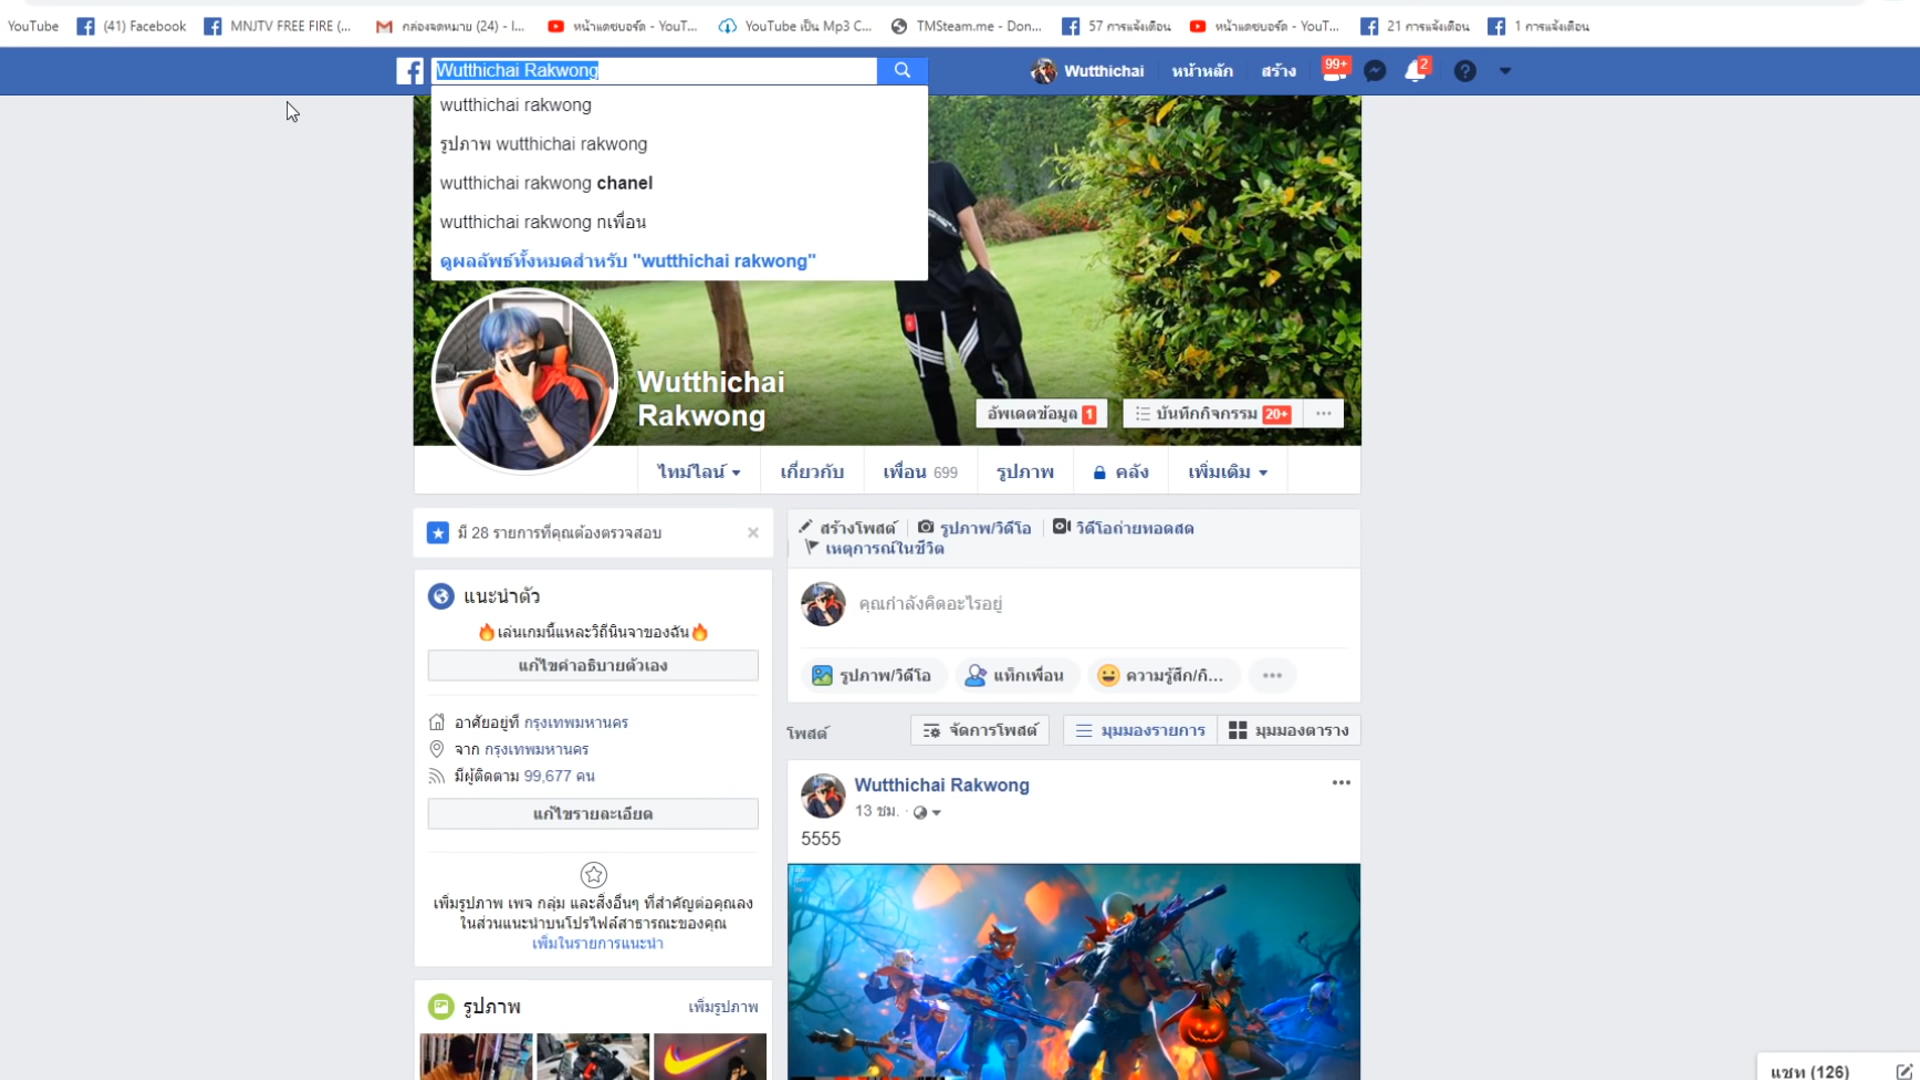 YouTube (41) Facebook MNJTV FREE FIRE (... กล่องจดหมาย (24) - I... หน้าแดชบอร์ด - YouT... YouTube เป็น Mp3 C... TMSteam.me - Don... 57 การแจ้งเตือน หน้าแดชบอร์ด - YouT... 21 การแจ้งเตือน 1 การแจ้งเตือน
Wutthichai Rakwong Wutthichai หน้าหลัก สร้าง 99+ 2
wutthichai rakwong
รูปภาพ wutthichai rakwong
wutthichai rakwong chanel
wutthichai rakwong ทเพื่อน
ดูผลลัพธ์ทั้งหมดสำหรับ "wutthichai rakwong"
Wutthichai
Rakwong
อัพเดตข้อมูล 1 บันทึกกิจกรรม 20+ ...
ไทม์ไลน์ เกี่ยวกับ เพื่อน 699 รูปภาพ คลัง เพิ่มเติม
มี 28 รายการที่คุณต้องตรวจสอบ
สร้างโพสต์ รูปภาพ/วิดีโอ วิดีโอถ่ายทอดสด
เหตุการณ์ในชีวิต
แนะนำตัว
🔥เล่นเกมนี้แหละวิถีนินจาของฉัน🔥
แก้ไขคำอธิบายตัวเอง
คุณกำลังคิดอะไรอยู่
รูปภาพ/วิดีโอ แท็กเพื่อน ความรู้สึก/กิ... ...
อาศัยอยู่ที่ กรุงเทพมหานคร
จาก กรุงเทพมหานคร
มีผู้ติดตาม 99,677 คน
แก้ไขรายละเอียด
โพสต์ จัดการโพสต์ มุมมองรายการ มุมมองตาราง
Wutthichai Rakwong
13 ชม. ·
5555
เพิ่มรูปภาพ เพจ กลุ่ม และสิ่งอื่นๆ ที่สำคัญต่อคุณลง
ในส่วนแนะนำบนโปรไฟล์สาธารณะของคุณ
เพิ่มในรายการแนะนำ
รูปภาพ เพิ่มรูปภาพ
แชท (126)